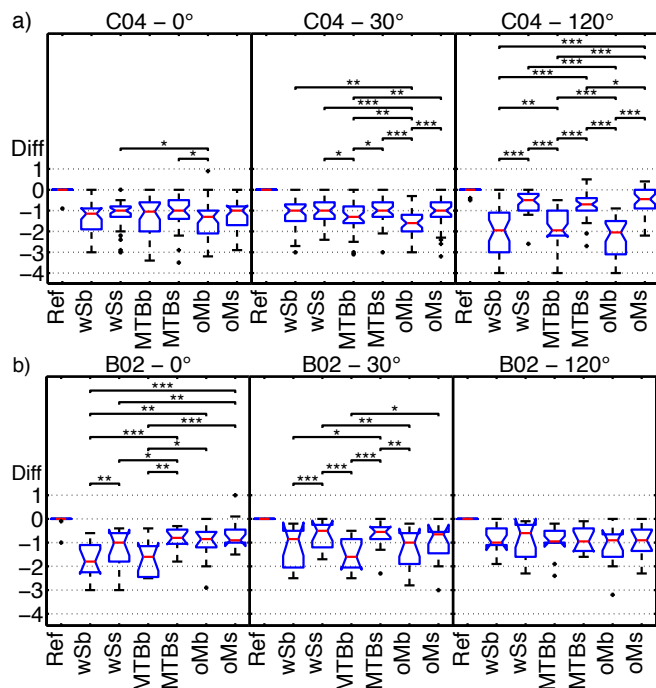 a) C04 – 0° C04 – 30° C04 – 120°
***
***
** ***
** *** *
*** ** ***
* ** *** ***
* * * *** *** *** *** ***
Diff
1
0
−1
−2
−3
−4
Ref wSb wSs MTBb MTBs oMb oMs Ref wSb wSs MTBb MTBs oMb oMs Ref wSb wSs MTBb MTBs oMb oMs
b) B02 – 0° B02 – 30° B02 – 120°
***
**
** *
*** **
*** *
* **
* ***
** ** *** ***
Diff
1
0
−1
−2
−3
−4
Ref wSb wSs MTBb MTBs oMb oMs Ref wSb wSs MTBb MTBs oMb oMs Ref wSb wSs MTBb MTBs oMb oMs